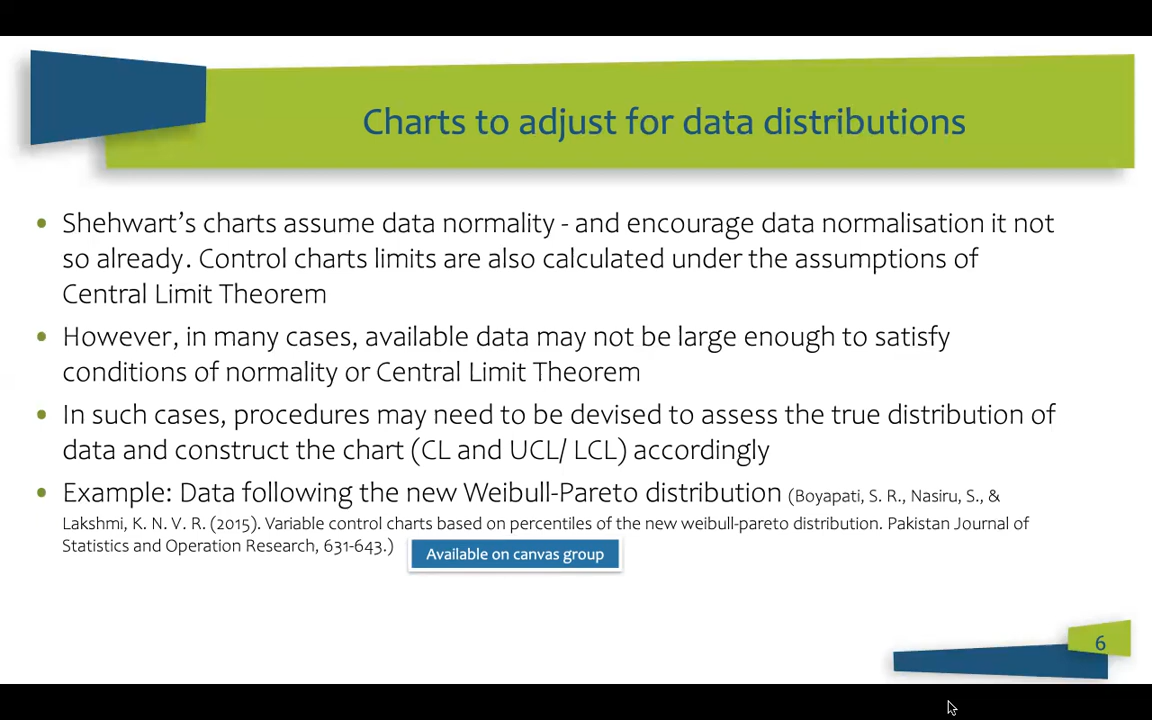 Charts to adjust for data distributions
• Shehwart’s charts assume data normality - and encourage data normalisation it not
so already. Control charts limits are also calculated under the assumptions of
Central Limit Theorem
• However, in many cases, available data may not be large enough to satisfy
conditions of normality or Central Limit Theorem
• In such cases, procedures may need to be devised to assess the true distribution of
data and construct the chart (CL and UCL/ LCL) accordingly
• Example: Data following the new Weibull-Pareto distribution (Boyapati, S. R., Nasiru, S., &
Lakshmi, K. N. V. R. (2015). Variable control charts based on percentiles of the new weibull-pareto distribution. Pakistan Journal of
Statistics and Operation Research, 631-643.)
Available on canvas group
6